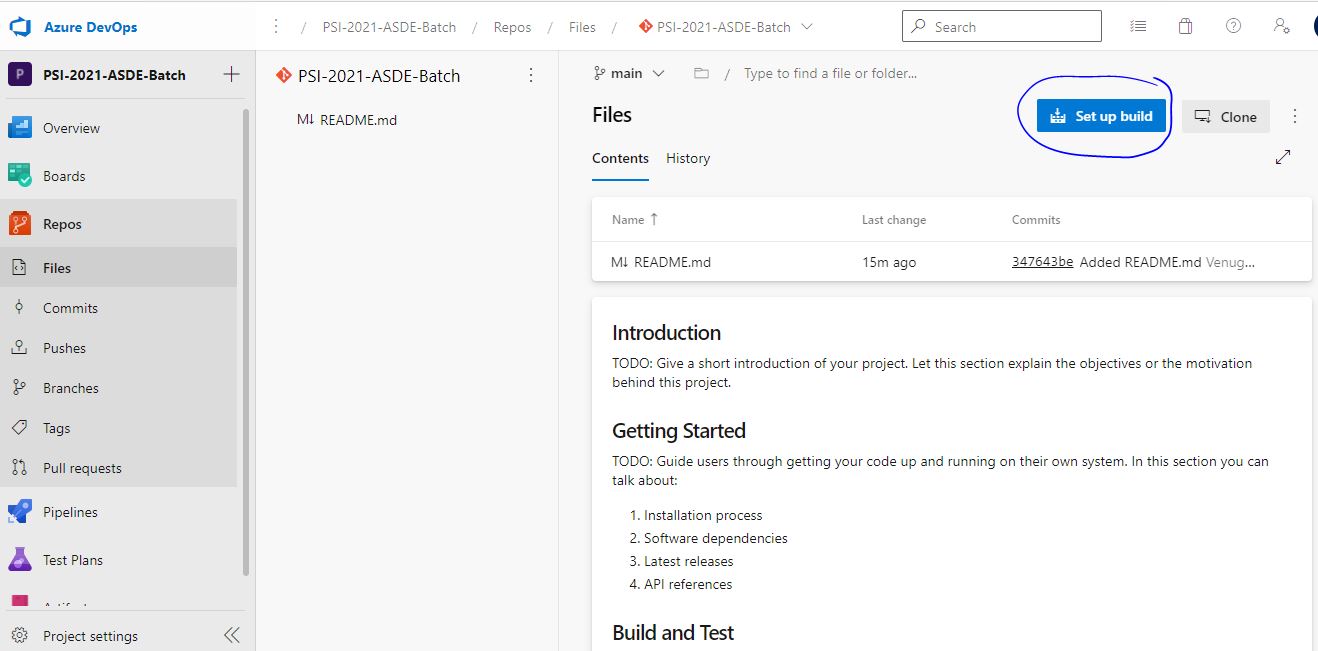 Azure DevOps
/ PSI-2021-ASDE-Batch / Repos / Files / PSI-2021-ASDE-Batch
Search
P PSI-2021-ASDE-Batch
Overview
Boards
Repos
Files
Commits
Pushes
Branches
Tags
Pull requests
Pipelines
Test Plans
Project settings
PSI-2021-ASDE-Batch
M↓ README.md
main / Type to find a file or folder...
Files
Set up build
Clone
Contents History
Name ↑ Last change Commits
M↓ README.md 15m ago 347643be Added README.md Venug...
Introduction
TODO: Give a short introduction of your project. Let this section explain the objectives or the motivation
behind this project.
Getting Started
TODO: Guide users through getting your code up and running on their own system. In this section you can
talk about:
1. Installation process
2. Software dependencies
3. Latest releases
4. API references
Build and Test